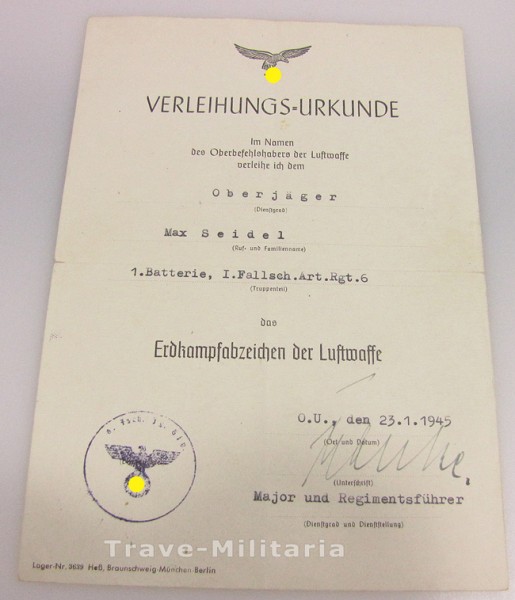 VERLEIHUNGS-URKUNDE
Im Namen
des Oberbefehlshabers der Luftwaffe
verleihe ich dem
Oberjäger
(Dienstgrad)
Max Seidel
(Ruf- und Familienname)
1.Batterie, I.Fallsch.Art.Rgt.6
(Truppenteil)
das
Erdkampfabzeichen der Luftwaffe
O.U., den 23.1.1945
(Ort und Datum)
(Unterschrift)
Major und Regimentsführer
(Dienstgrad und Dienststellung)
Trave-Militaria
Lager-Nr. 3639 Heß, Braunschweig-München-Berlin